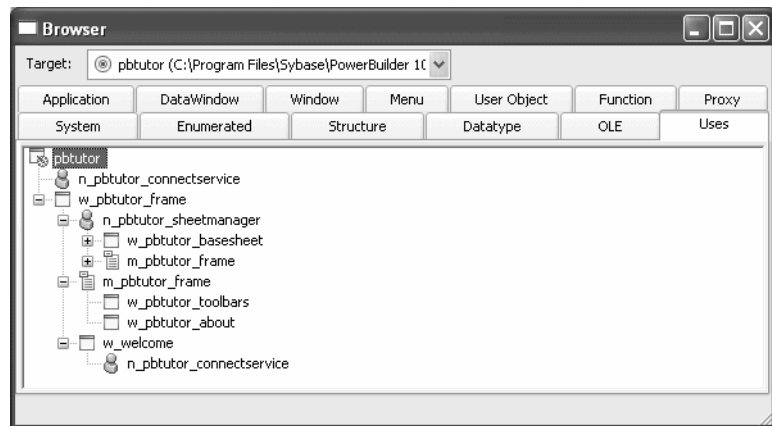 Browser
Target: pbtutor (C:\Program Files\Sybase\PowerBuilder 1(
Application DataWindow Window Menu User Object Function Proxy
System Enumerated Structure Datatype OLE Uses
pbtutor
n_pbtutor_connectservice
w_pbtutor_frame
n_pbtutor_sheetmanager
w_pbtutor_basesheet
m_pbtutor_frame
m_pbtutor_frame
w_pbtutor_toolbars
w_pbtutor_about
w_welcome
n_pbtutor_connectservice